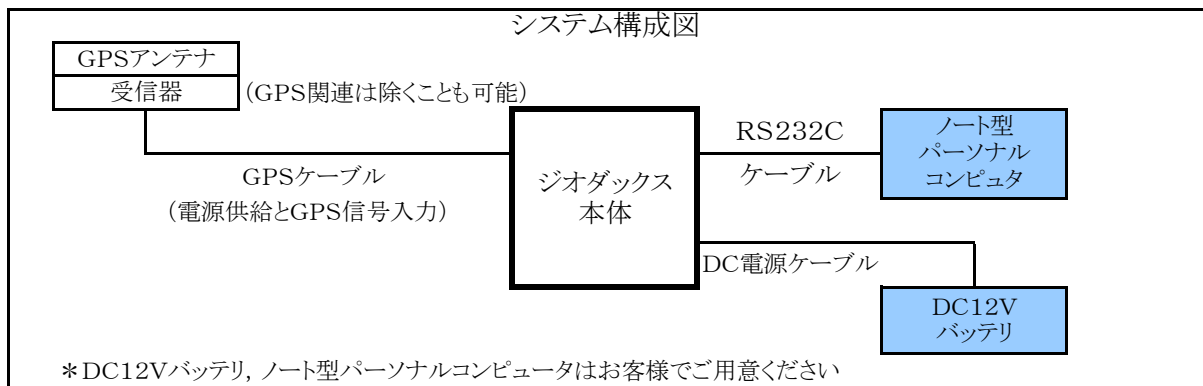 システム構成図
GPSアンテナ
受信器
(GPS関連は除くことも可能)
RS232C
ケーブル
ノート型
パーソナル
コンピュタ
GPSケーブル
(電源供給とGPS信号入力)
ジオダックス
本体
DC電源ケーブル
DC12V
バッテリ
*DC12Vバッテリ, ノート型パーソナルコンピュータはお客様でご用意ください